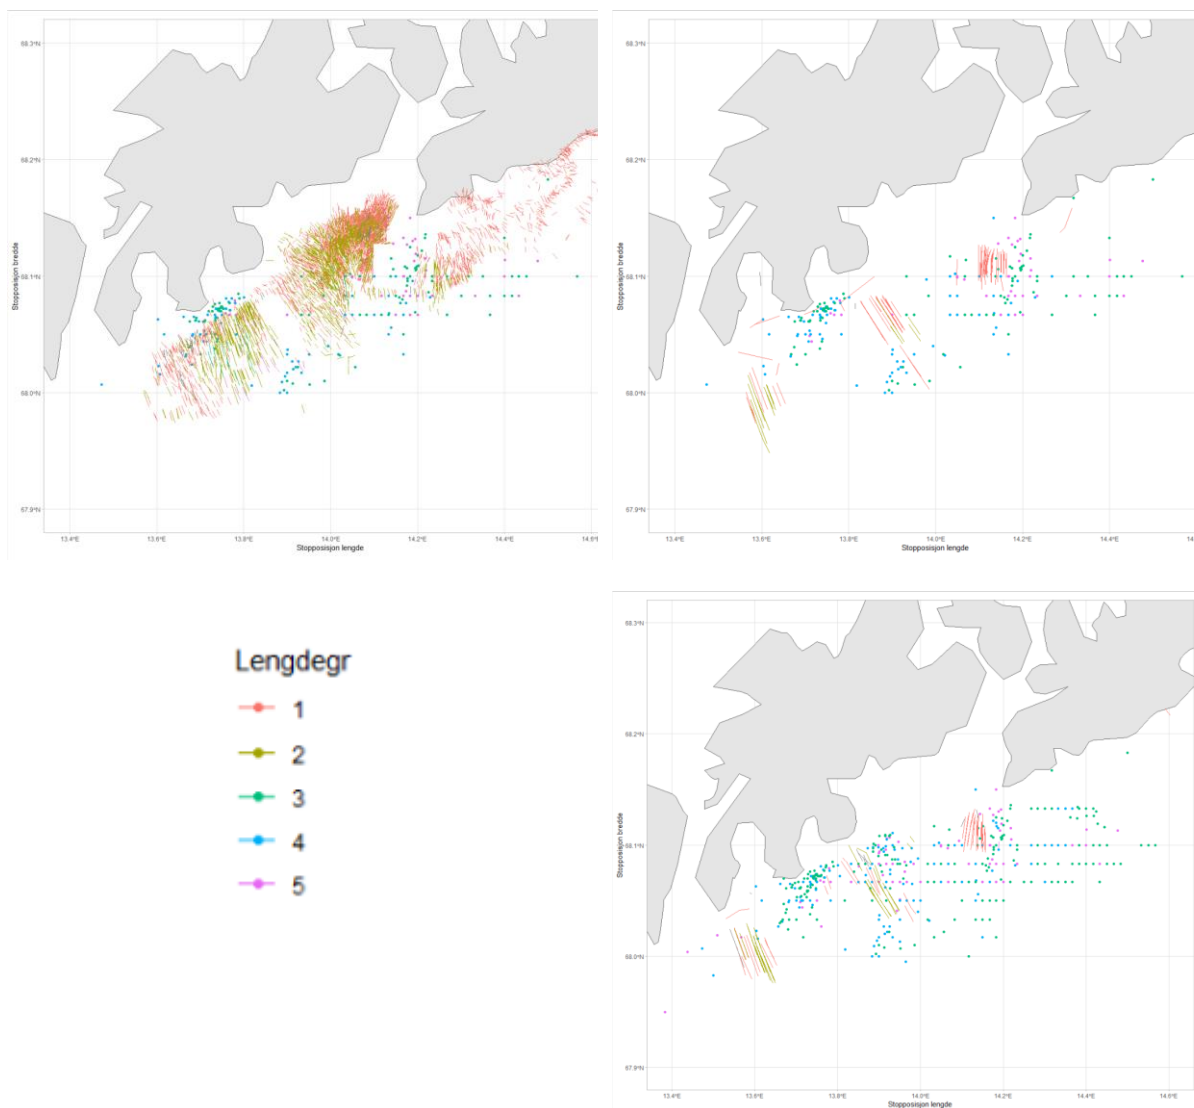 68.3°N
68.2°N
68.1°N
68.0°N
67.9°N
Stopposisjon bredde
13.4°E 13.6°E 13.8°E 14.0°E 14.2°E 14.4°E 14.6°E
Stopposisjon lengde
68.3°N
68.2°N
68.1°N
68.0°N
67.9°N
Stopposisjon bredde
13.4°E 13.6°E 13.8°E 14.0°E 14.2°E 14.4°E 14.6°E
Stopposisjon lengde
Lengdegr
1
2
3
4
5
68.3°N
68.2°N
68.1°N
68.0°N
67.9°N
Stopposisjon bredde
13.4°E 13.6°E 13.8°E 14.0°E 14.2°E 14.4°E 14.6°E
Stopposisjon lengde